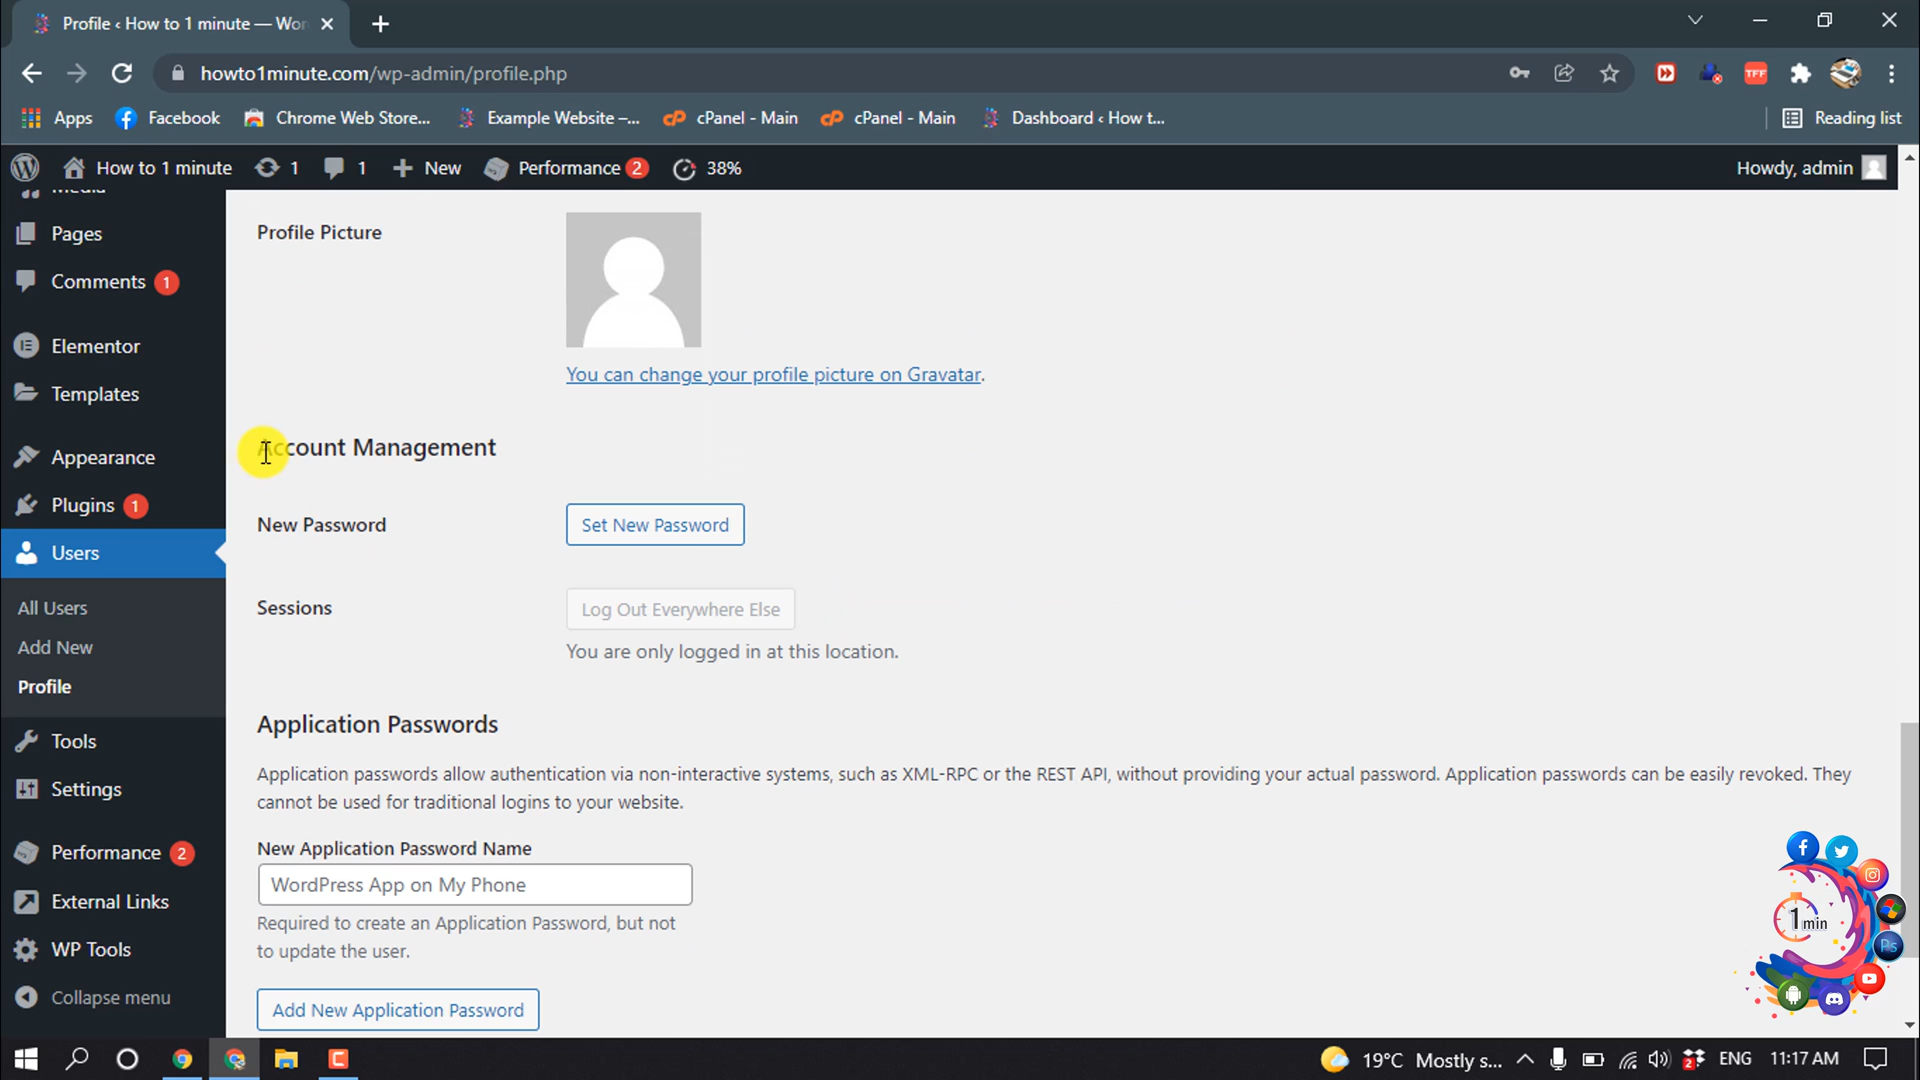 Profile ‹ How to 1 minute — Wor
howto1minute.com/wp-admin/profile.php
TFF
Apps
Facebook
Chrome Web Store...
Example Website –...
cPanel - Main
cPanel - Main
Dashboard ‹ How t...
Reading list
How to 1 minute
1
1
New
Performance 2
38%
Howdy, admin
Media
Pages
Comments 1
Elementor
Templates
Appearance
Plugins 1
Users
All Users
Add New
Profile
Tools
Settings
Performance 2
External Links
WP Tools
Collapse menu
Profile Picture
You can change your profile picture on Gravatar.
Account Management
New Password
Set New Password
Sessions
Log Out Everywhere Else
You are only logged in at this location.
Application Passwords
Application passwords allow authentication via non-interactive systems, such as XML-RPC or the REST API, without providing your actual password. Application passwords can be easily revoked. They
cannot be used for traditional logins to your website.
New Application Password Name
WordPress App on My Phone
Required to create an Application Password, but not
to update the user.
Add New Application Password
1 min
Ps
19°C Mostly s...
2
ENG
11:17 AM